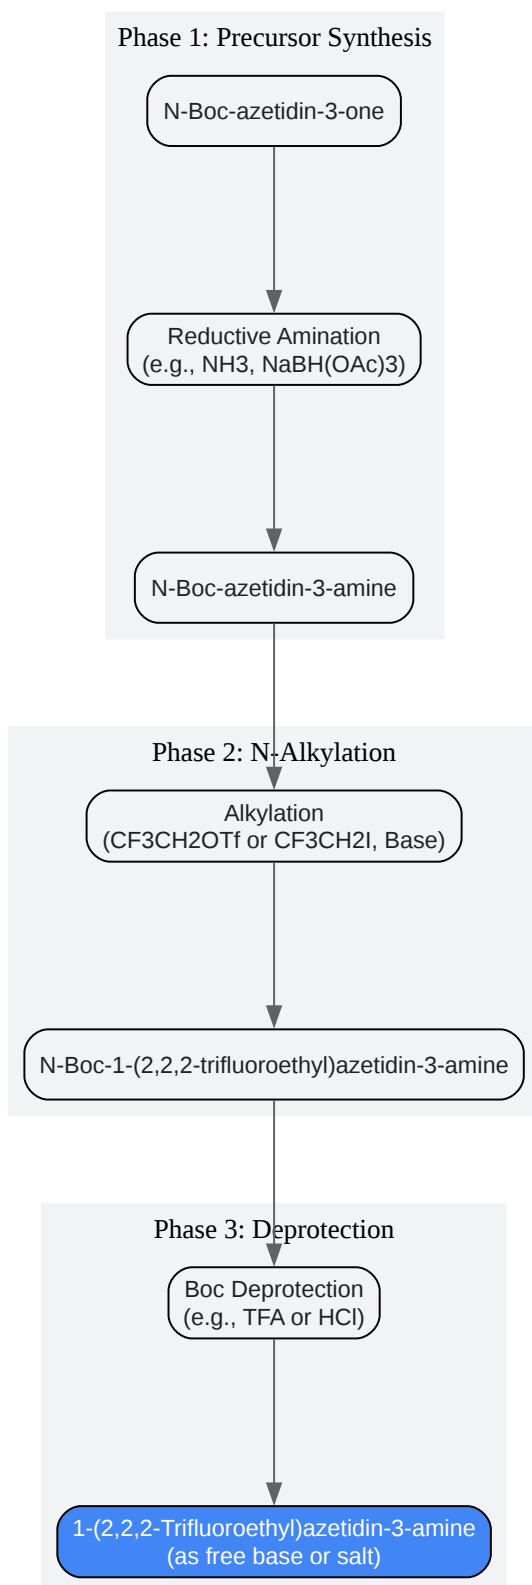 Phase 1: Precursor Synthesis
N-Boc-azetidin-3-one
Reductive Amination
(e.g., NH3, NaBH(OAc)3)
N-Boc-azetidin-3-amine
Phase 2: N-Alkylation
Alkylation
(CF3CH2OTf or CF3CH2I, Base)
N-Boc-1-(2,2,2-trifluoroethyl)azetidin-3-amine
Phase 3: Deprotection
Boc Deprotection
(e.g., TFA or HCl)
1-(2,2,2-Trifluoroethyl)azetidin-3-amine
(as free base or salt)